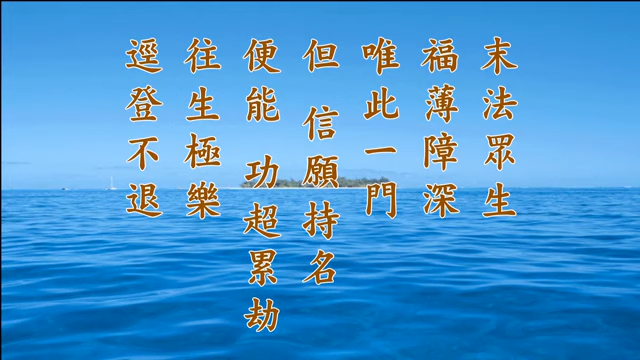 末法眾生
福薄障深
唯此一門
但 信願持名
便能 功超累劫
往生極樂
逕登不退